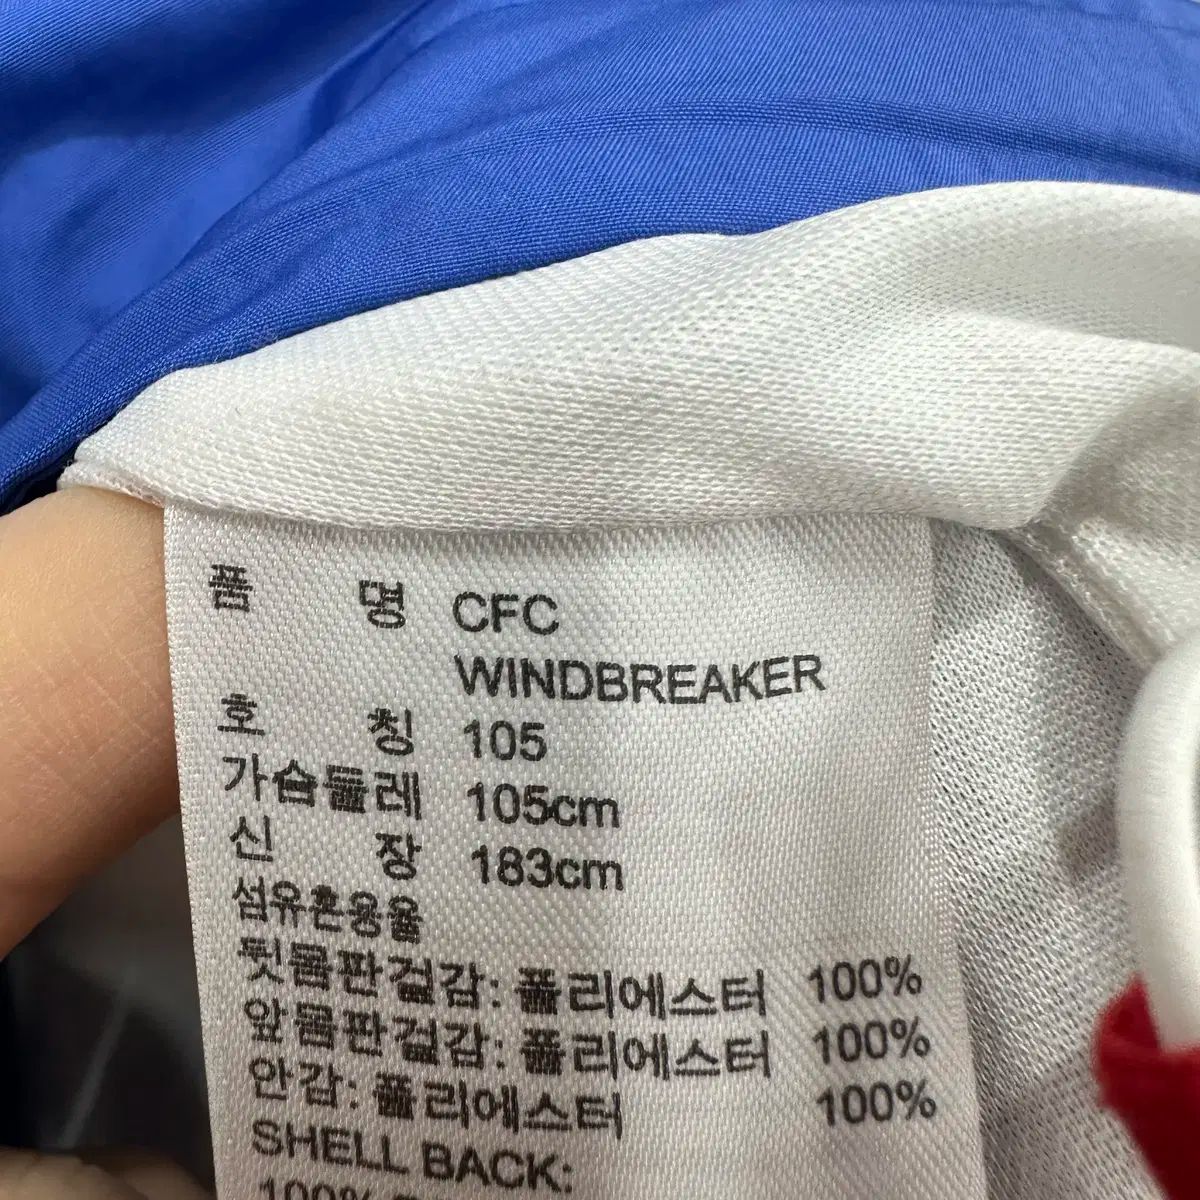 품 명 CFC
WINDBREAKER
호 칭 105
가슴둘레 105cm
신 장 183cm
섬유혼용율
뒷몸판겉감: 폴리에스터 100%
앞몸판겉감: 폴리에스터 100%
안감: 폴리에스터 100%
SHELL BACK:
100%